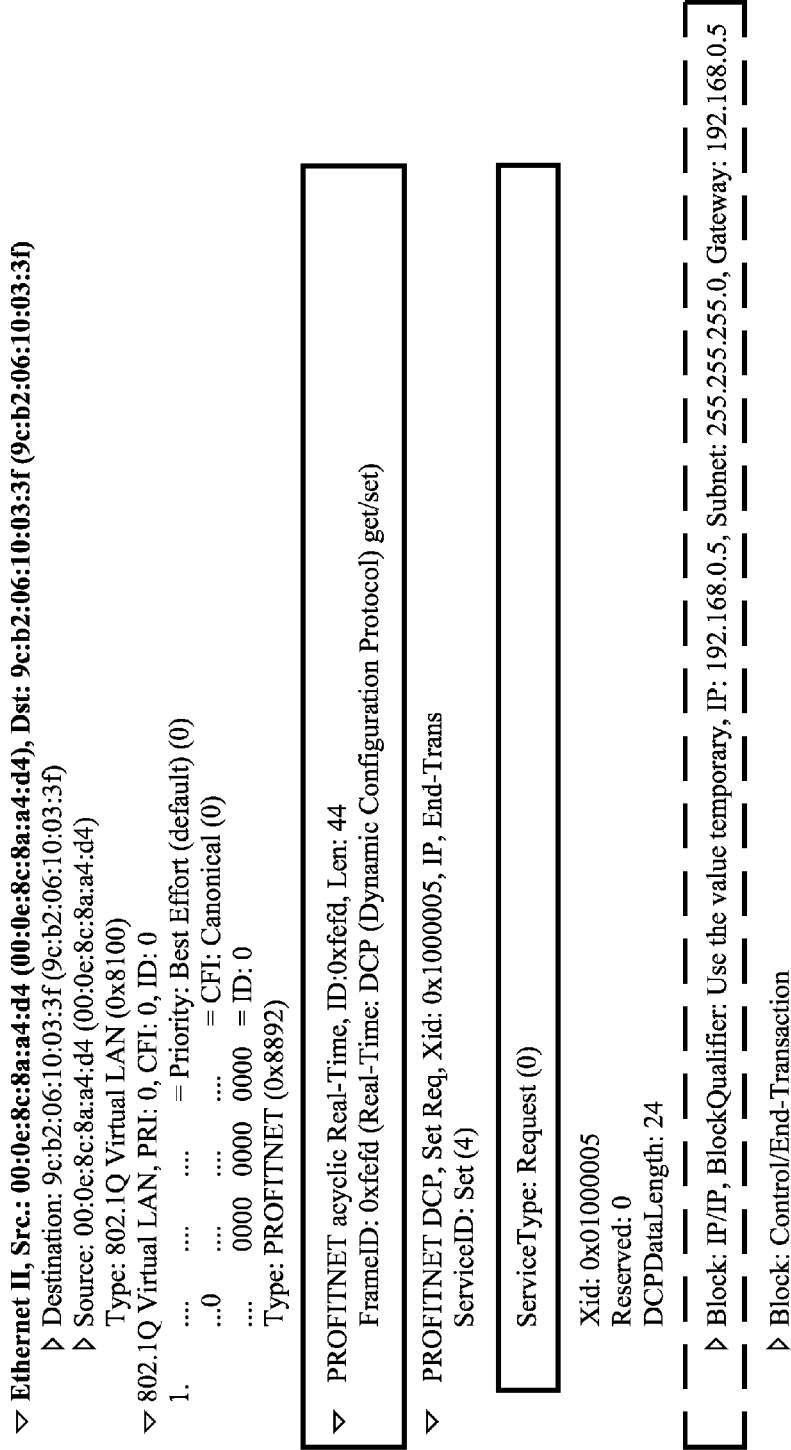 ▽ Ethernet II, Src.: 00:0e:8c:8a:a4:d4 (00:0e:8c:8a:a4:d4), Dst: 9c:b2:06:10:03:3f (9c:b2:06:10:03:3f)
▷ Destination: 9c:b2:06:10:03:3f (9c:b2:06:10:03:3f)
▷ Source: 00:0e:8c:8a:a4:d4 (00:0e:8c:8a:a4:d4)
Type: 802.1Q Virtual LAN (0x8100)
▽ 802.1Q Virtual LAN, PRI: 0, CFI: 0, ID: 0
1. .... .... .... = Priority: Best Effort (default) (0)
...0 .... .... .... = CFI: Canonical (0)
.... 0000 0000 0000 = ID: 0
Type: PROFITNET (0x8892)
▽ PROFITNET acyclic Real-Time, ID:0xfefd, Len: 44
FrameID: 0xfefd (Real-Time: DCP (Dynamic Configuration Protocol) get/set)
▽ PROFITNET DCP, Set Req, Xid: 0x1000005, IP, End-Trans
ServiceID: Set (4)
ServiceType: Request (0)
Xid: 0x01000005
Reserved: 0
DCPDataLength: 24
▷ Block: IP/IP, BlockQualifier: Use the value temporary, IP: 192.168.0.5, Subnet: 255.255.255.0, Gateway: 192.168.0.5
▷ Block: Control/End-Transaction